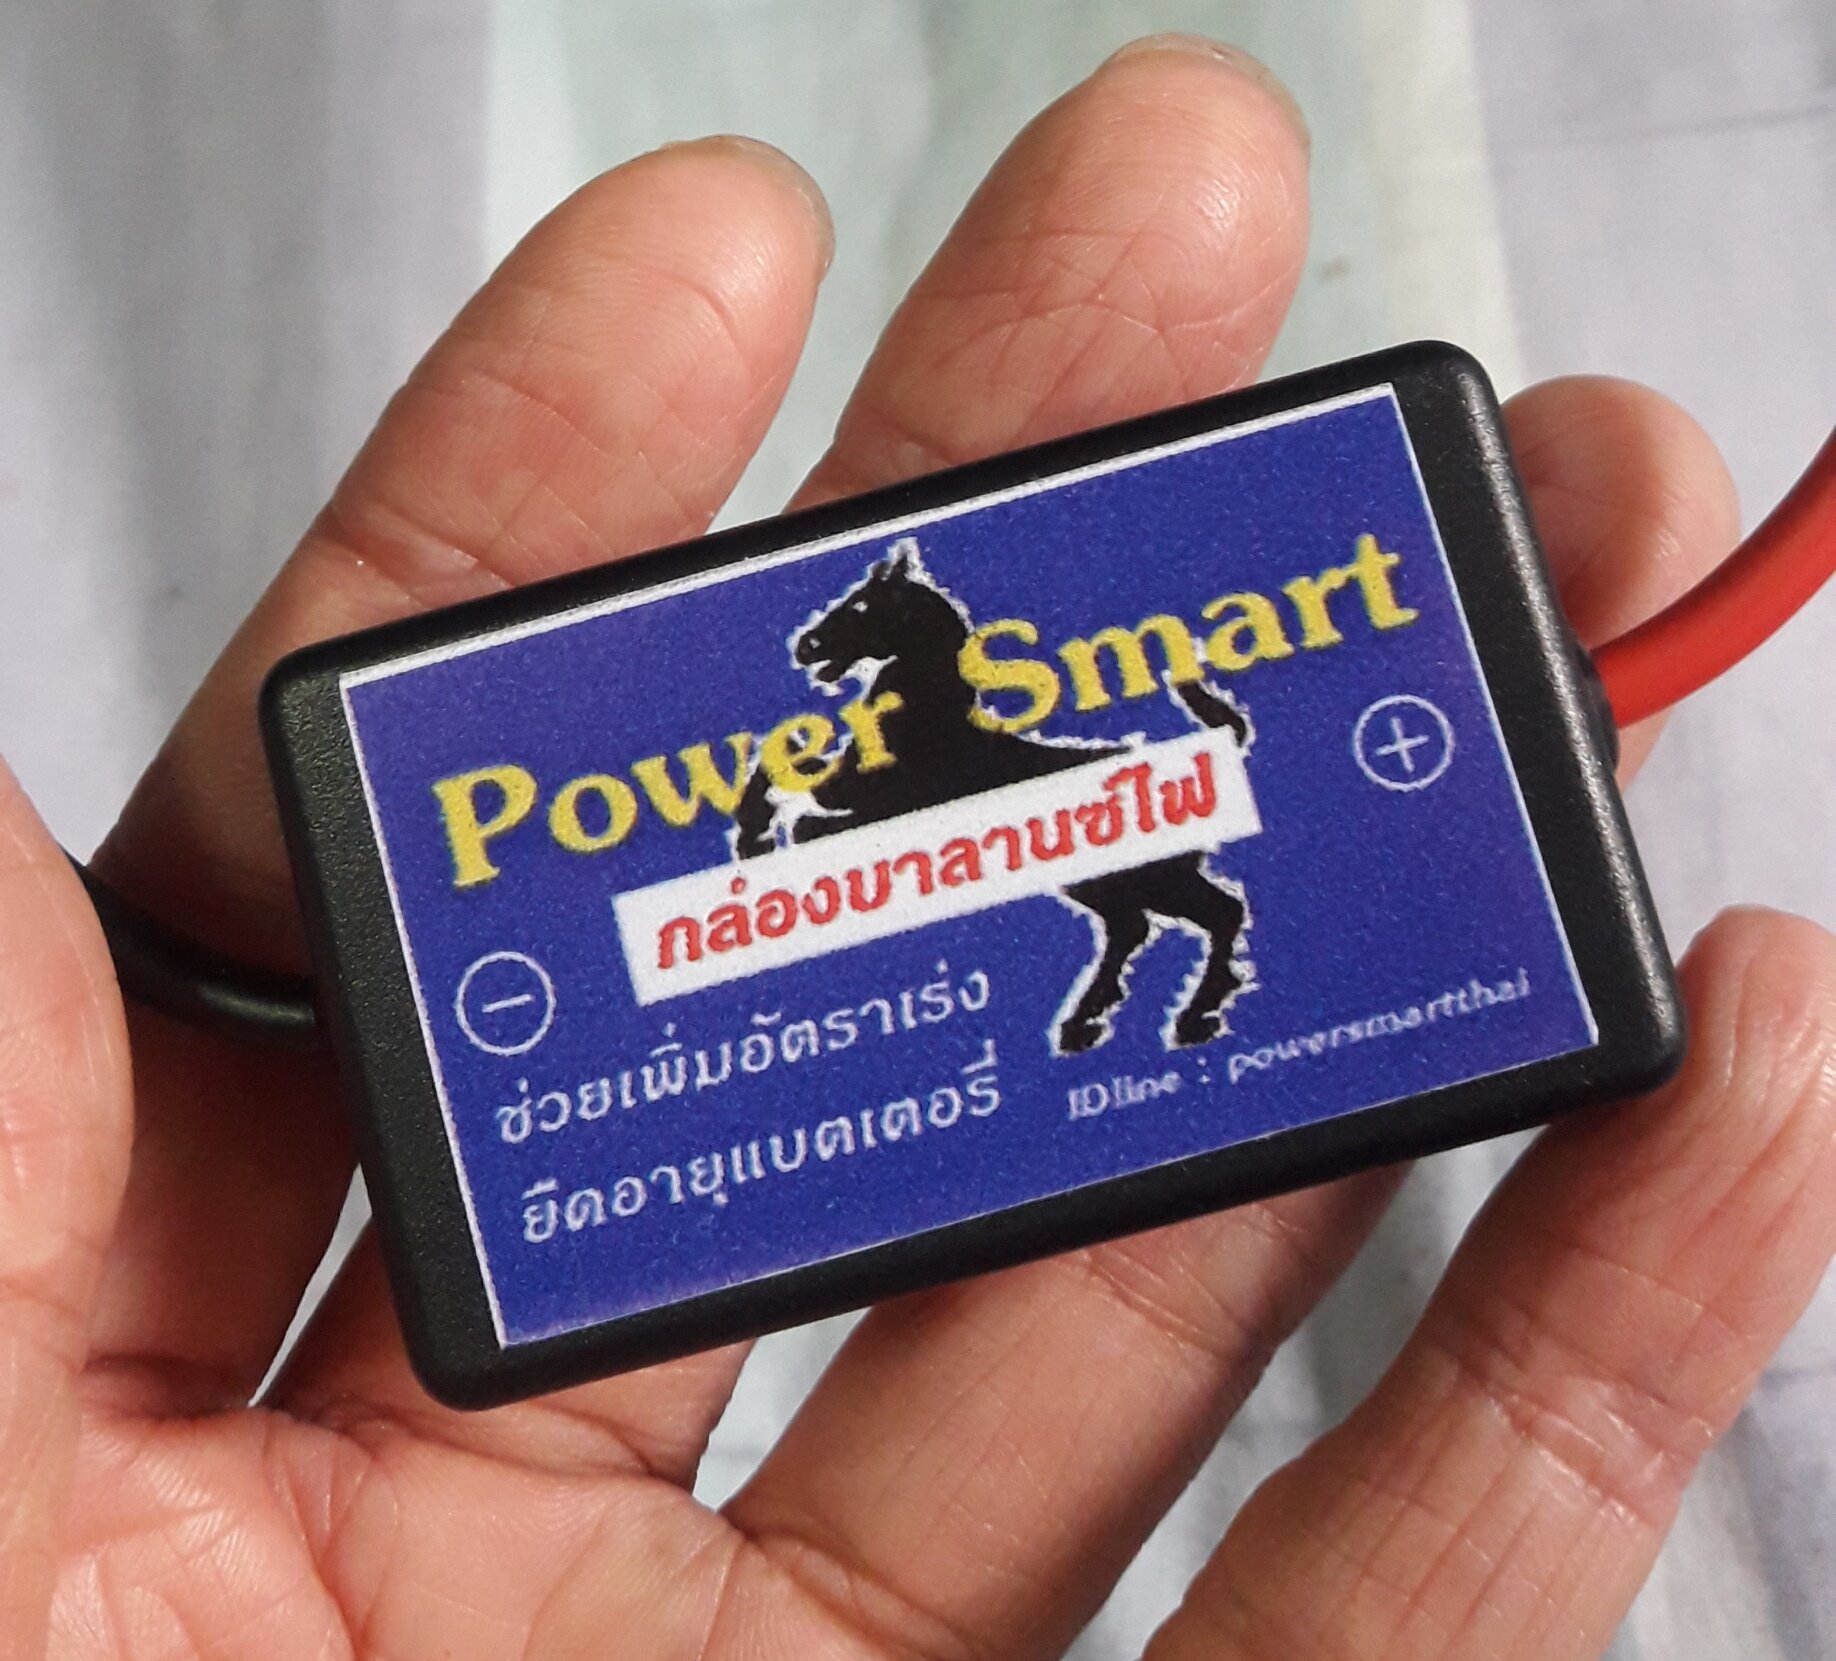 Power Smart
กล่องบาลานซ์ไฟ
ช่วยเพิ่มอัตราเร่ง
ยืดอายุแบตเตอรี่
IDline : powersmartthai
+
−